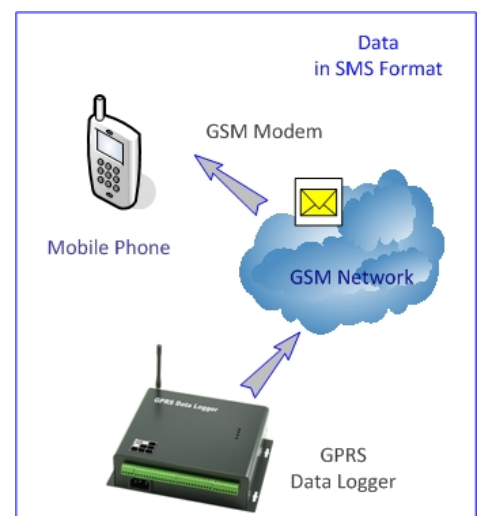 Data
in SMS Format
GSM Modem
Mobile Phone
GSM Network
GPRS Data Logger
GPRS
Data Logger